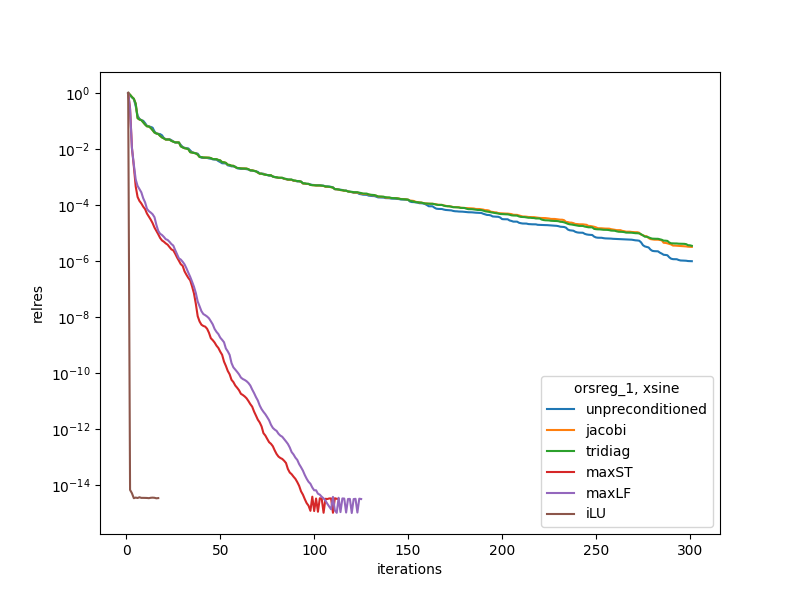 10^0
10^−2
10^−4
10^−6
10^−8
10^−10
10^−12
10^−14
relres
0 50 100 150 200 250 300
iterations
orsreg_1, xsine
unpreconditioned
jacobi
tridiag
maxST
maxLF
iLU